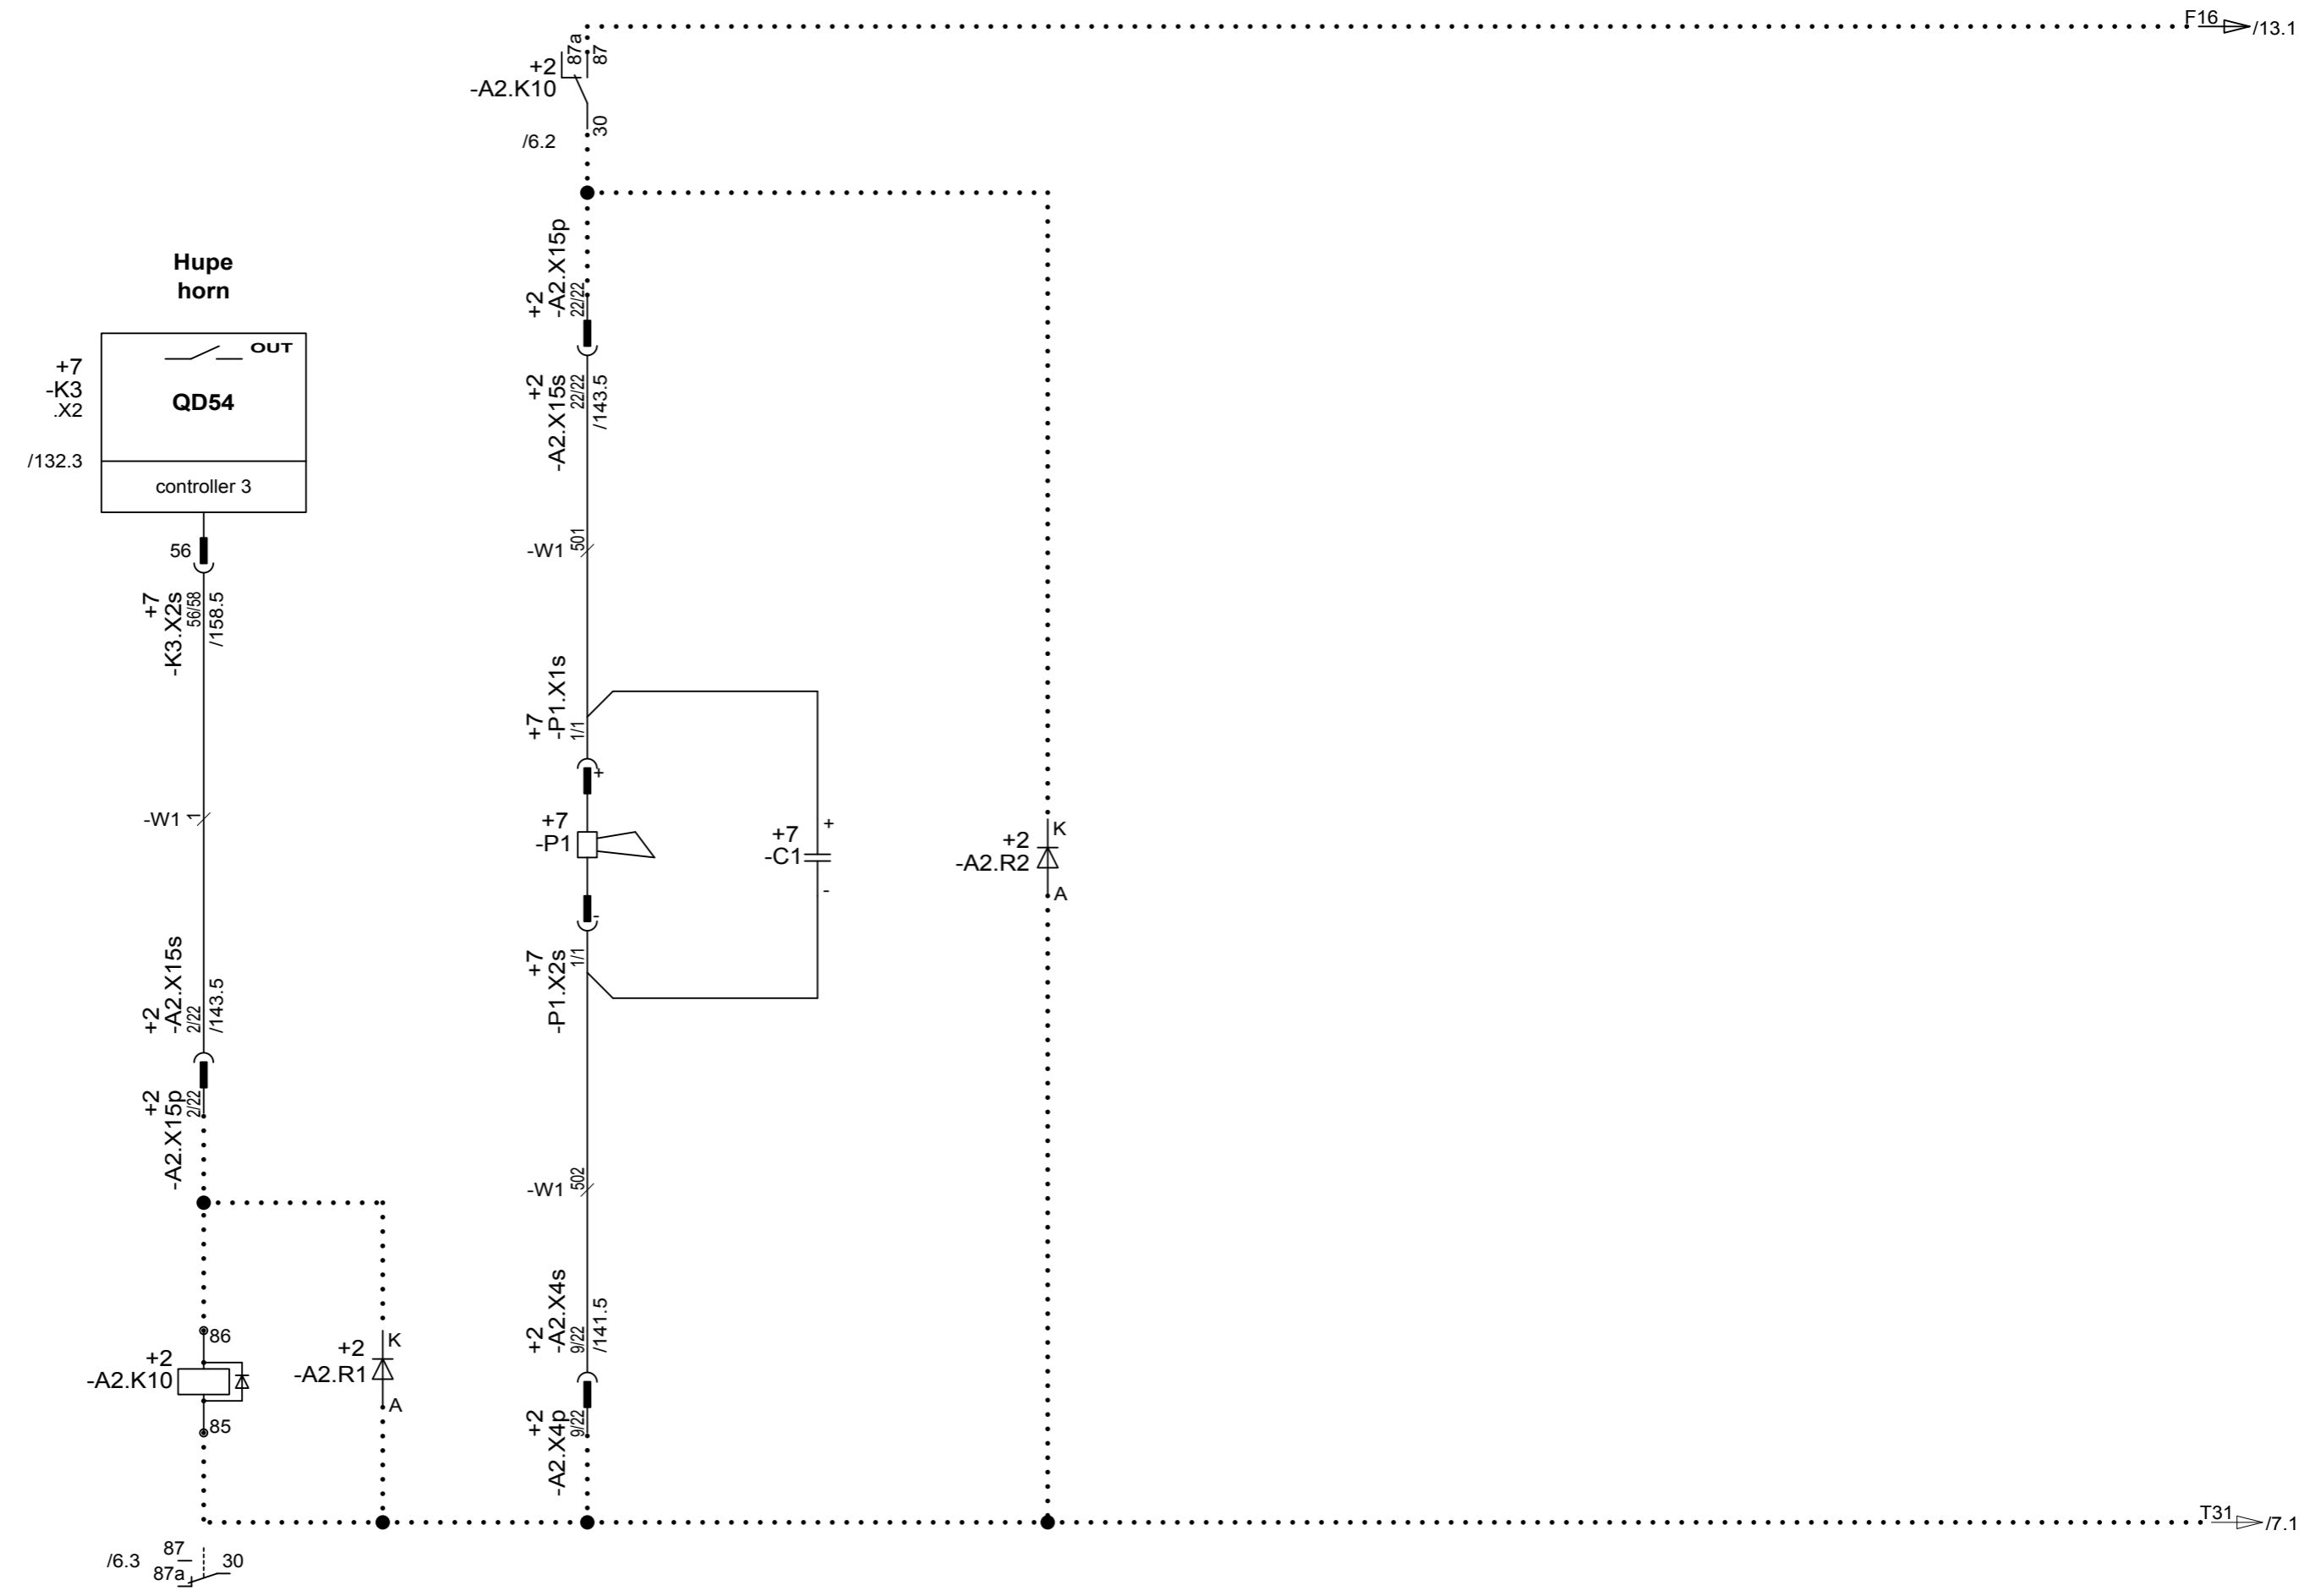 F16
/13.1
87a
87
+2
-A2.K10
30
/6.2
Hupe
horn
OUT
QD54
+7
-K3
.X2
/132.3
controller 3
56
+7
-K3.X2s
56/58
/158.5
-W1
1
+2
-A2.X15s
2/22
/143.5
+2
-A2.X15p
2/22
86
+2
-A2.K10
85
K
+2
-A2.R1
A
/6.3
87
87a
30
+2
-A2.X15p
22/22
+2
-A2.X15s
22/22
/143.5
-W1
501
+7
-P1.X1s
1/1
+
+7
-P1
-
+7
-P1.X2s
1/1
+
+7
-C1
-
-W1
502
+2
-A2.X4s
9/22
/141.5
+2
-A2.X4p
9/22
K
+2
-A2.R2
A
T31
/7.1